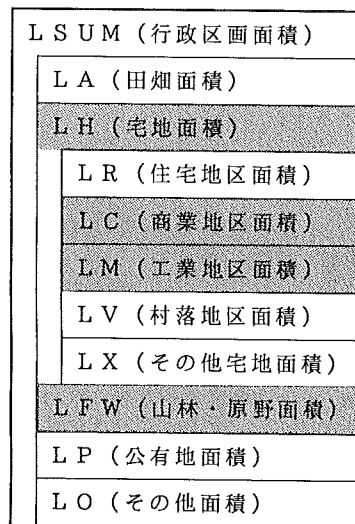 LSUM（行政区画面積）
LA（田畑面積）
LH（宅地面積）
LR（住宅地区面積）
LC（商業地区面積）
LM（工業地区面積）
LV（村落地区面積）
LX（その他宅地面積）
LFW（山林・原野面積）
LP（公有地面積）
LO（その他面積）